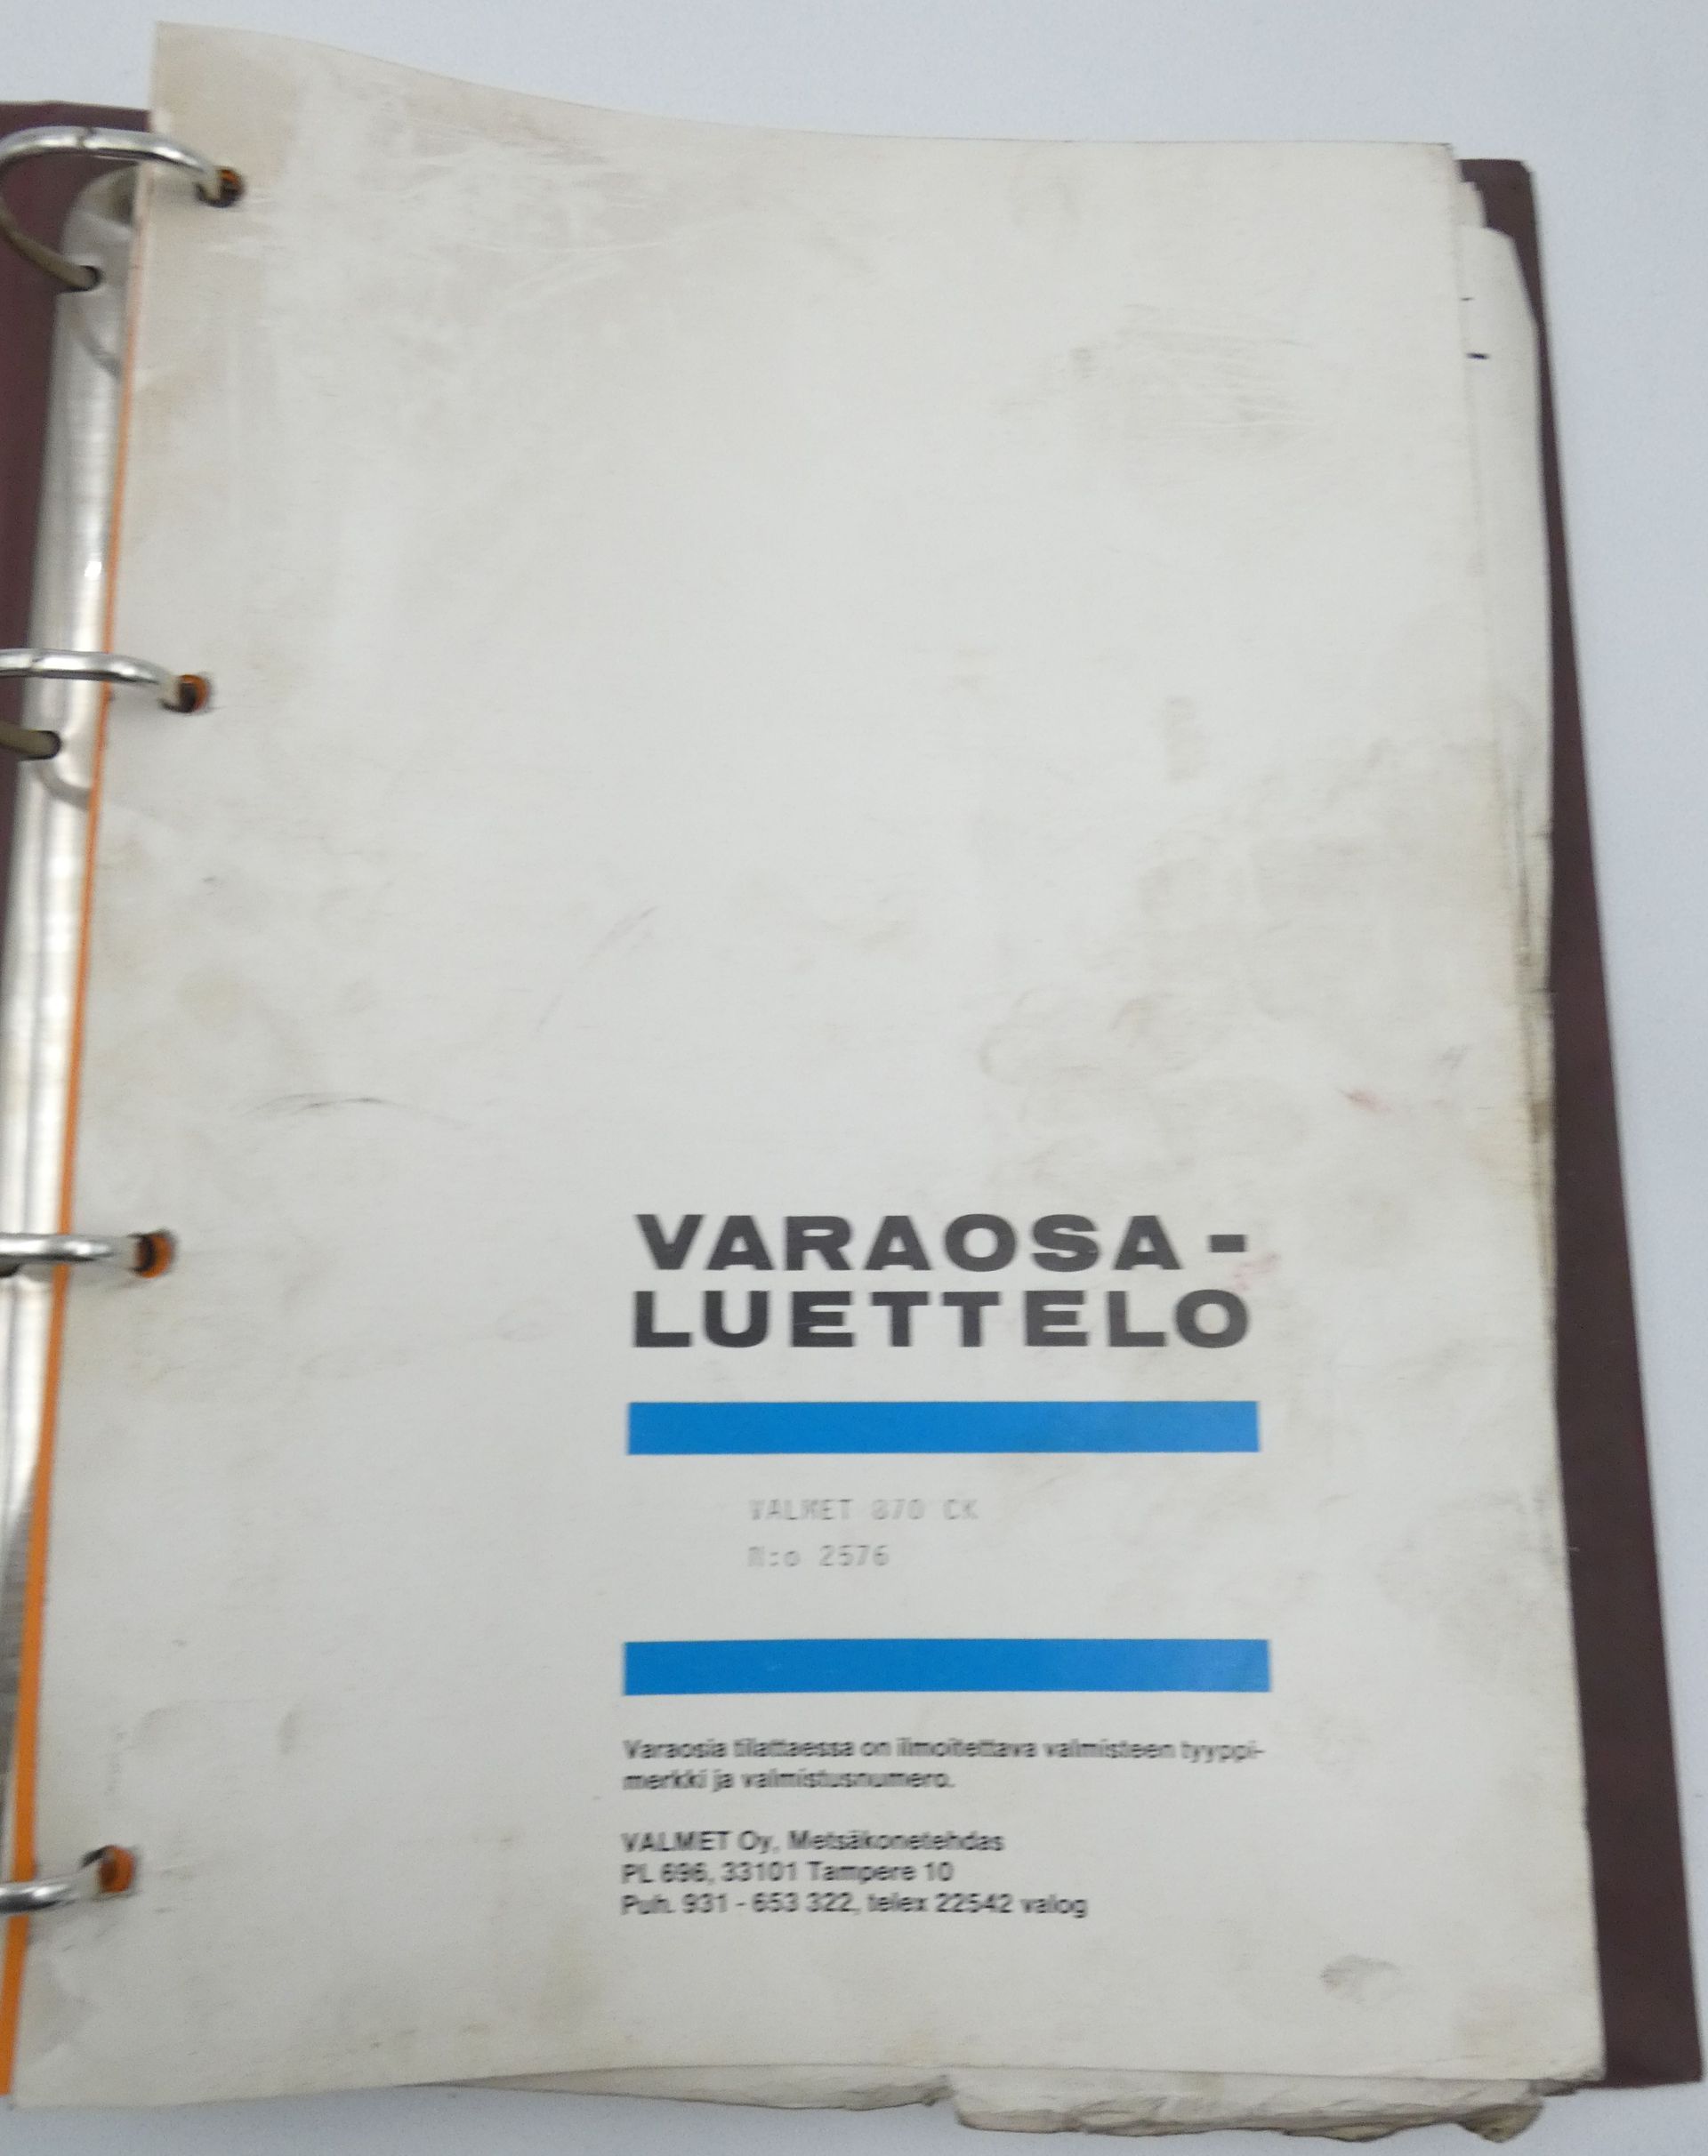 VARAOSA-
LUETTELO
VALMET 870 CK
N:o 2576
Varaosia tilattaessa on ilmoitettava valmisteen tyyppi-
merkki ja valmistusnumero.
VALMET Oy, Metsäkonetehdas
PL 696, 33101 Tampere 10
Puh. 931 - 653 322, telex 22542 valog